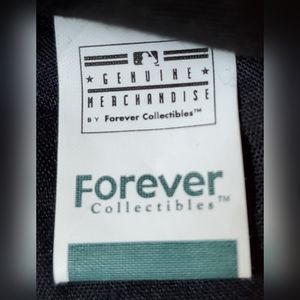 ★ GENUINE ★
MERCHANDISE
BY Forever Collectibles™
Forever
Collectibles™